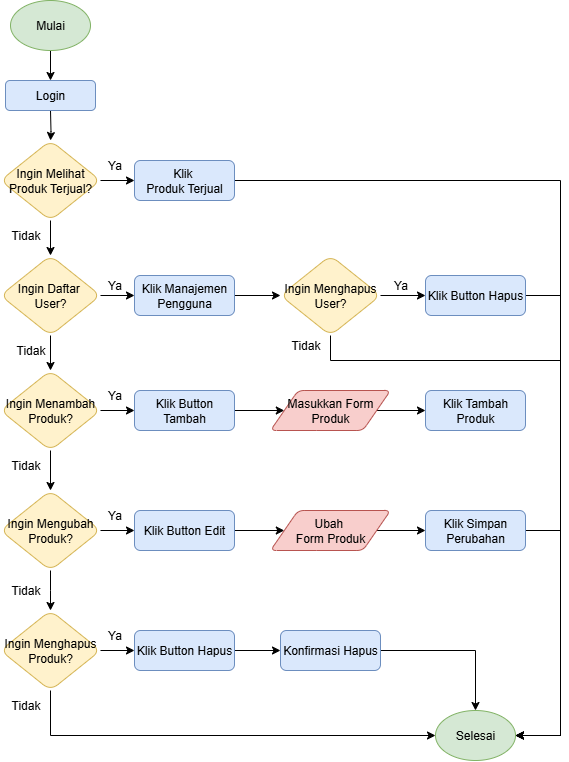 Mulai
Login
Ingin Melihat
Produk Terjual?
Ya
Klik
Produk Terjual
Tidak
Ingin Daftar
User?
Ya
Klik Manajemen
Pengguna
Ingin Menghapus
User?
Ya
Klik Button Hapus
Tidak
Tidak
Ingin Menambah
Produk?
Ya
Klik Button
Tambah
Masukkan Form
Produk
Klik Tambah
Produk
Tidak
Ingin Mengubah
Produk?
Ya
Klik Button Edit
Ubah
Form Produk
Klik Simpan
Perubahan
Tidak
Ingin Menghapus
Produk?
Ya
Klik Button Hapus
Konfirmasi Hapus
Tidak
Selesai